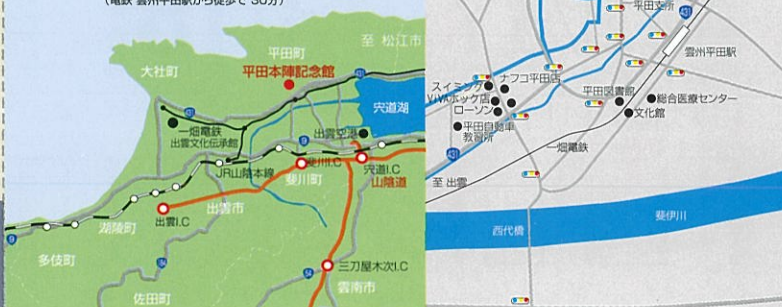 (電鉄 雲州平田駅から徒歩で 30分)
至 松江市
平田町
大社町
平田本陣記念館
431
宍道湖
431
一畑電鉄
出雲文化伝承館
出雲空港
9
JR山陰本線
斐川I.C
宍道I.C
斐川町
山陰道
出雲I.C
出雲市
湖陵町
9
多伎町
184
佐田町
54
三刀屋木次I.C
雲南市
平田支所
431
雲州平田駅
スイミング
ナフコ平田店
ViVAホック店
ローソン
平田図書館
総合医療センター
文化館
平田自動車
教習所
431
一畑電鉄
至 出雲
西代橋
斐伊川